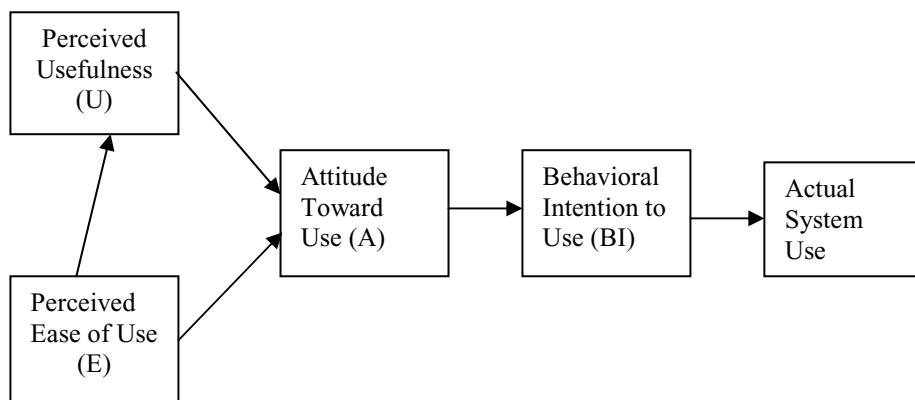 Perceived
Usefulness
(U)
Attitude
Toward
Use (A)
Behavioral
Intention to
Use (BI)
Actual
System
Use
Perceived
Ease of Use
(E)